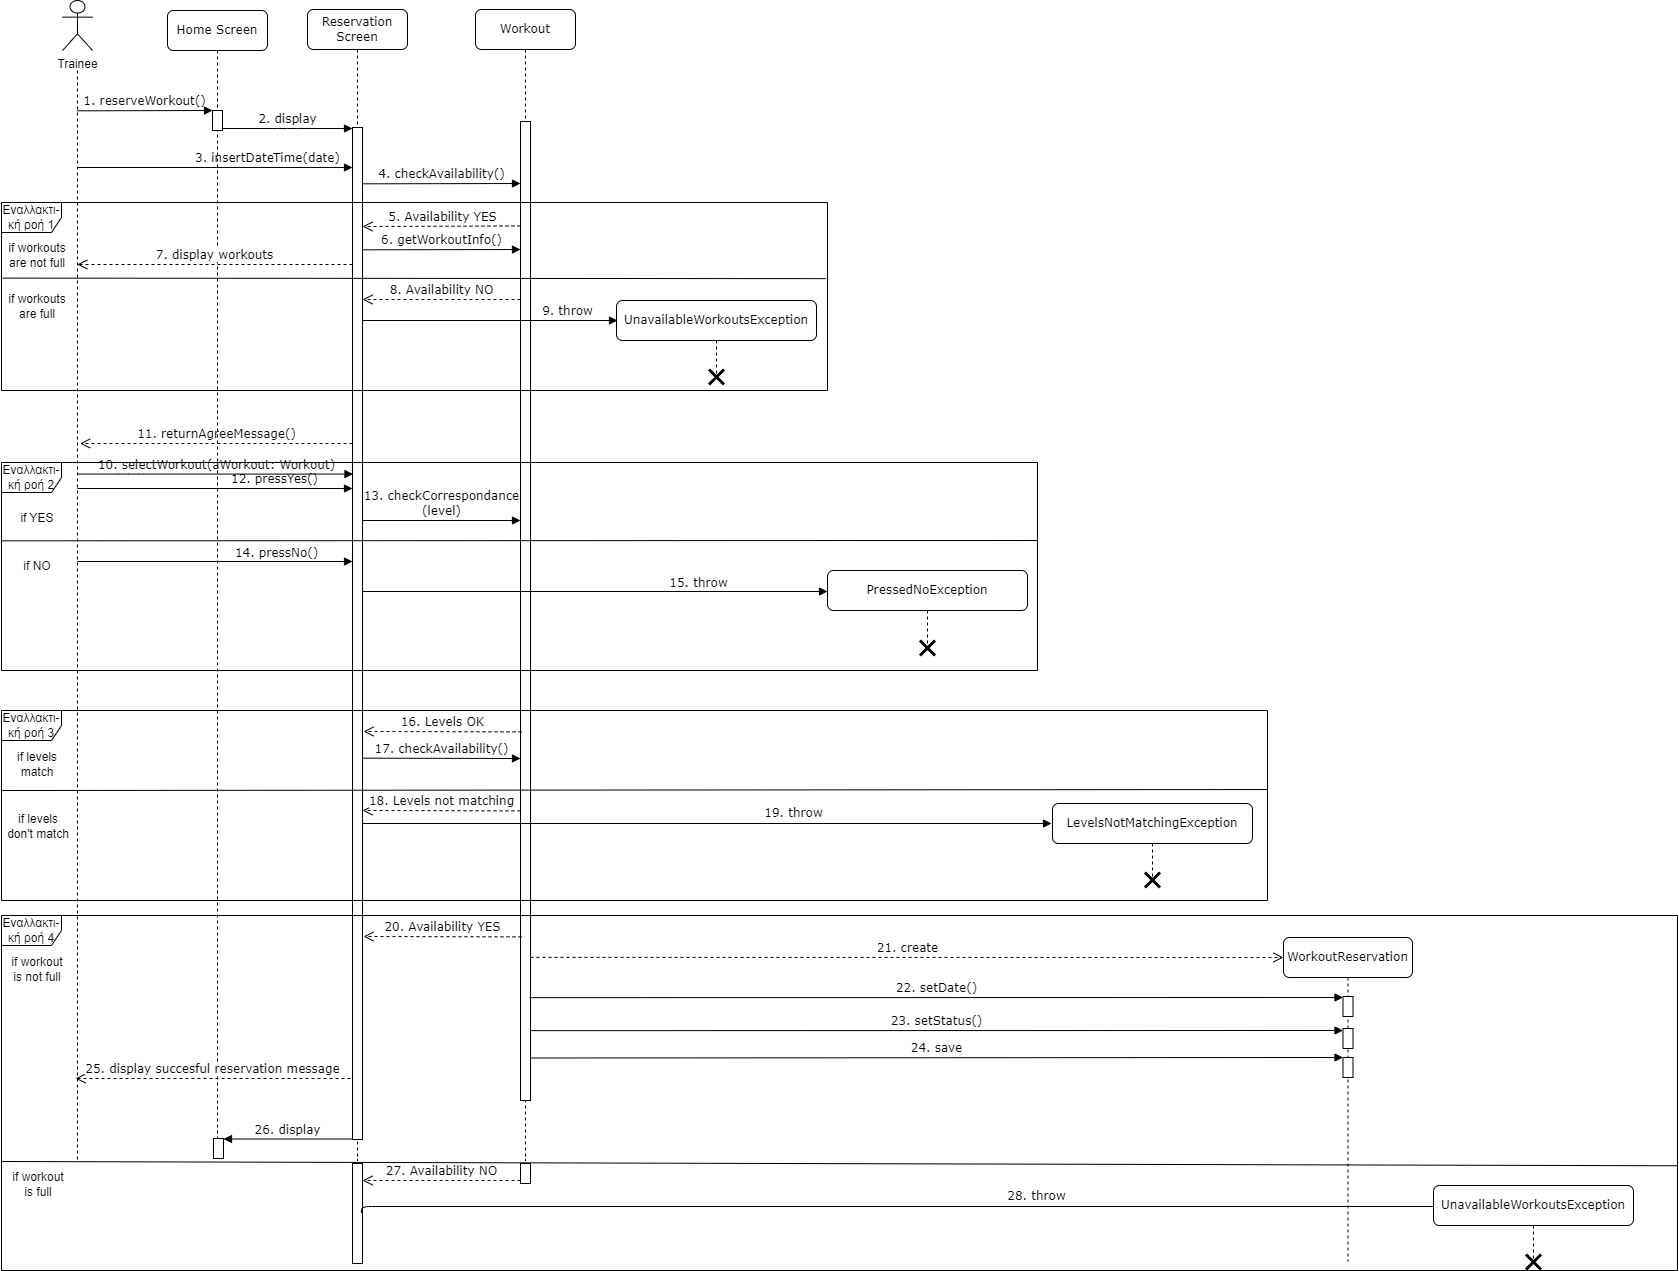 Trainee
Home Screen
Reservation
Screen
Workout
1. reserveWorkout()
2. display
3. insertDateTime(date)
4. checkAvailability()
Εναλλακτι-
κή ροή 1
5. Availability YES
6. getWorkoutInfo()
if workouts
are not full
7. display workouts
8. Availability NO
if workouts
are full
9. throw
UnavailableWorkoutsException
11. returnAgreeMessage()
Εναλλακτι-
κή ροή 2
10. selectWorkout(aWorkout: Workout)
12. pressYes()
13. checkCorrespondance
(level)
if YES
14. pressNo()
if NO
15. throw
PressedNoException
Εναλλακτι-
κή ροή 3
16. Levels OK
17. checkAvailability()
if levels
match
18. Levels not matching
if levels
don't match
19. throw
LevelsNotMatchingException
Εναλλακτι-
κή ροή 4
20. Availability YES
21. create
WorkoutReservation
if workout
is not full
22. setDate()
23. setStatus()
24. save
25. display succesful reservation message
26. display
27. Availability NO
if workout
is full
28. throw
UnavailableWorkoutsException